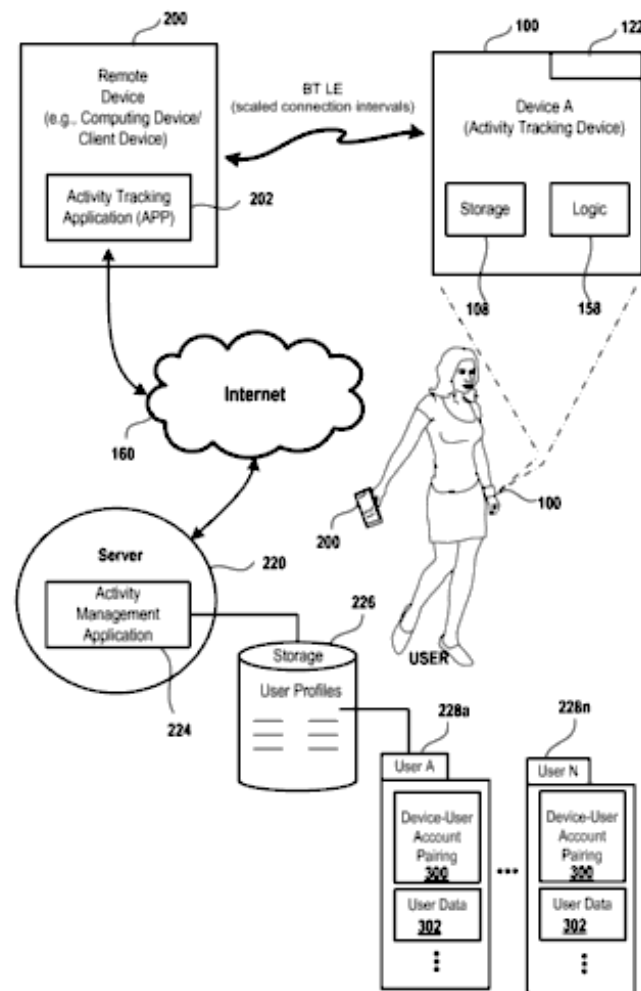 200
Remote
Device
(e.g., Computing Device/
Client Device)
Activity Tracking
Application (APP)
202
BT LE
(scaled connection intervals)
100
122
Device A
(Activity Tracking Device)
Storage
Logic
108
158
Internet
160
100
200
USER
Server
220
Activity
Management
Application
224
226
Storage
User Profiles
228a
User A
Device-User
Account
Pairing
300
User Data
302
228n
User N
Device-User
Account
Pairing
300
User Data
302